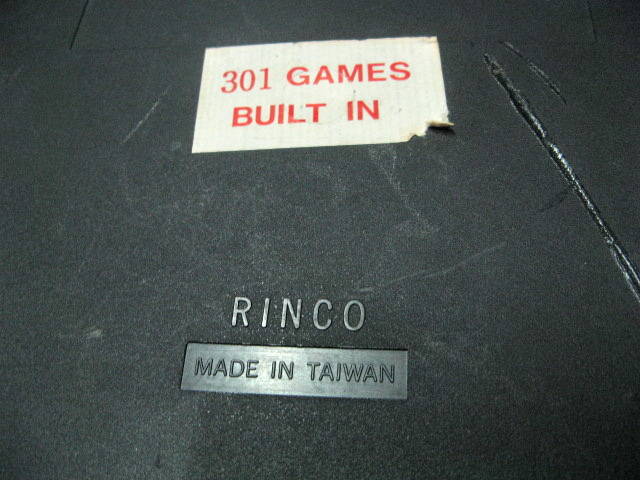 301 GAMES
BUILT IN
RINCO
MADE IN TAIWAN